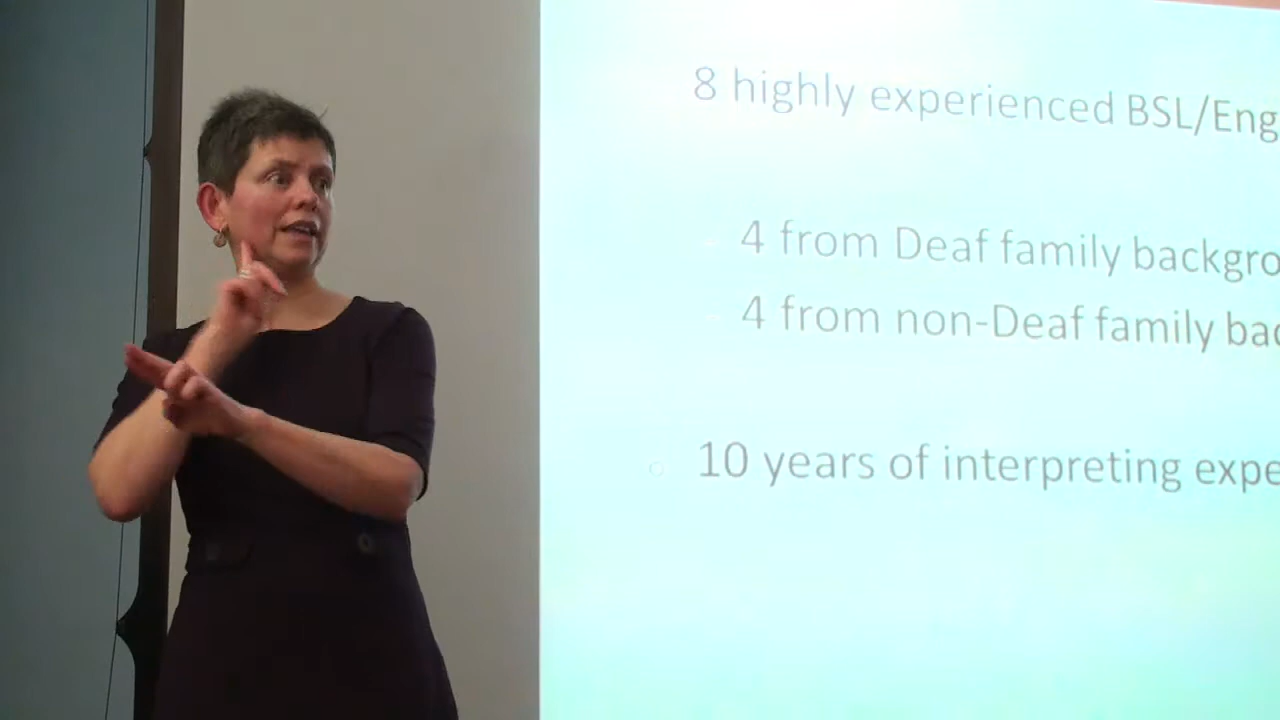 8 highly experienced BSL/Eng
4 from Deaf family backgro
4 from non-Deaf family bac
10 years of interpreting expe